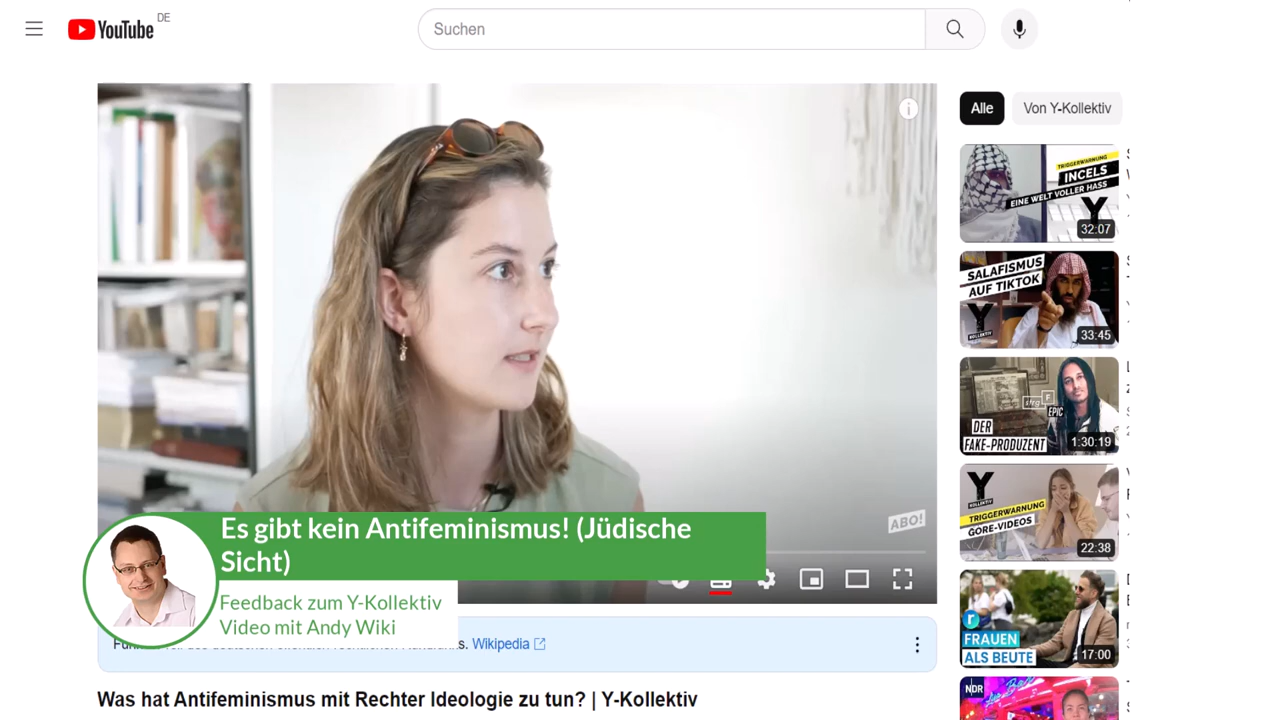 YouTube DE
Suchen
Alle
Von Y-Kollektiv
TRIGGERWARNUNG
INCELS
EINE WELT VOLLER HASS
Y
32:07
SALAFISMUS
AUF TIKTOK
Y
KOLLEKTIV
33:45
strg F
EPIC
DER
FAKE-PRODUZENT
1:30:19
Y
KOLLEKTIV
TRIGGERWARNUNG
GORE-VIDEOS
22:38
ABO!
Es gibt kein Antifeminismus! (Jüdische
Sicht)
Feedback zum Y-Kollektiv
Video mit Andy Wiki
Wikipedia
r
FRAUEN
ALS BEUTE
17:00
NDR
Was hat Antifeminismus mit Rechter Ideologie zu tun? | Y-Kollektiv